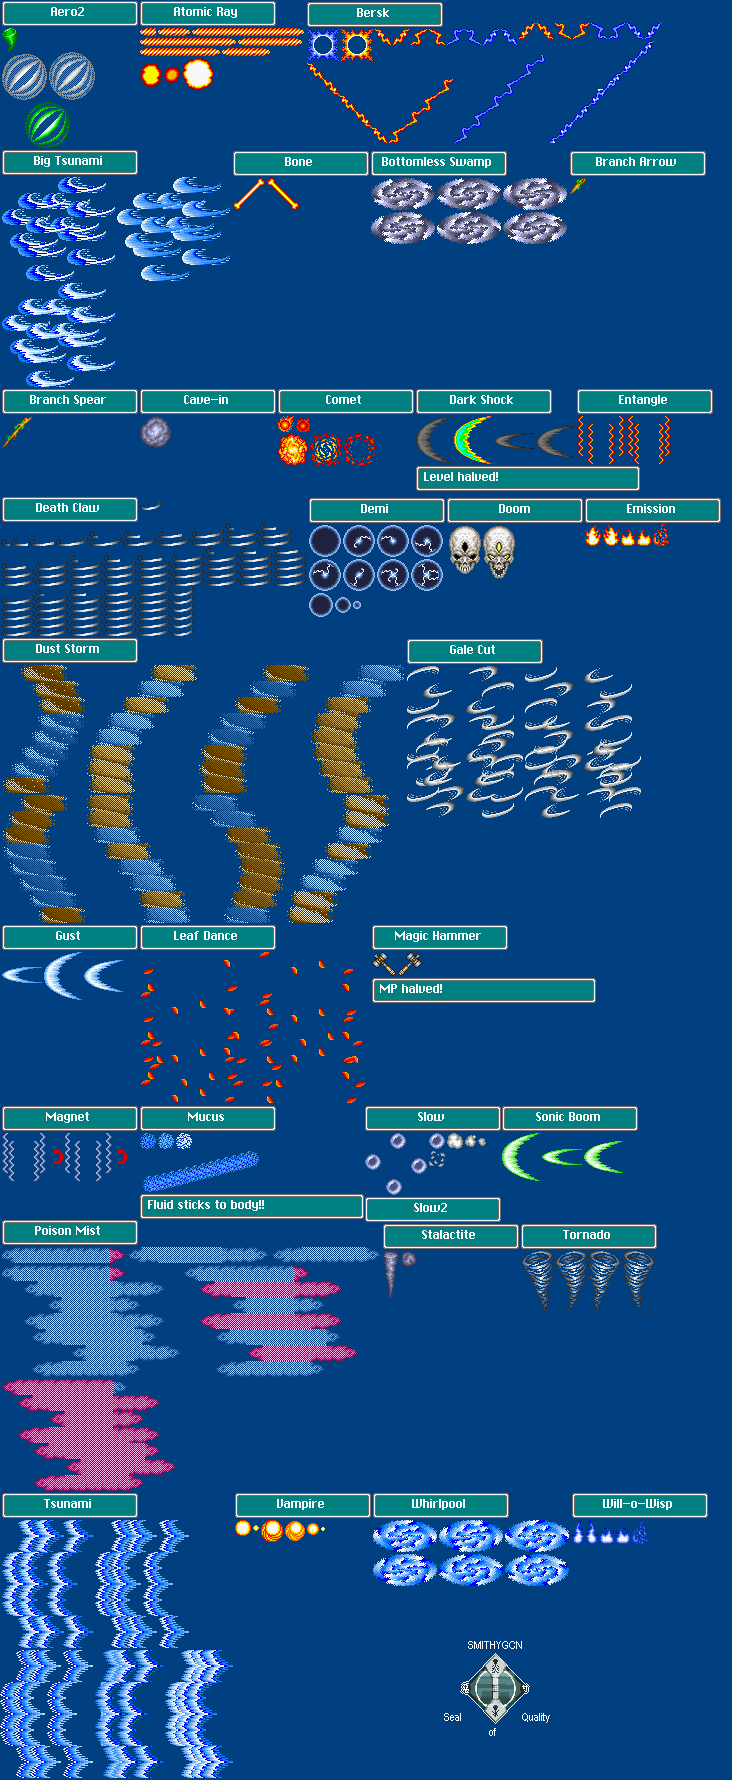 Aero2
Atomic Ray
Bersk
Big Tsunami
Bone
Bottomless Swamp
Branch Arrow
Branch Spear
Cave-in
Comet
Dark Shock
Entangle
Level halved!
Death Claw
Demi
Doom
Emission
Dust Storm
Gale Cut
Gust
Leaf Dance
Magic Hammer
MP halved!
Magnet
Mucus
Slow
Sonic Boom
Fluid sticks to body!!
Slow2
Poison Mist
Stalactite
Tornado
Tsunami
Vampire
Whirlpool
Will-o-Wisp
SMITHYGCN
Seal
of
Quality